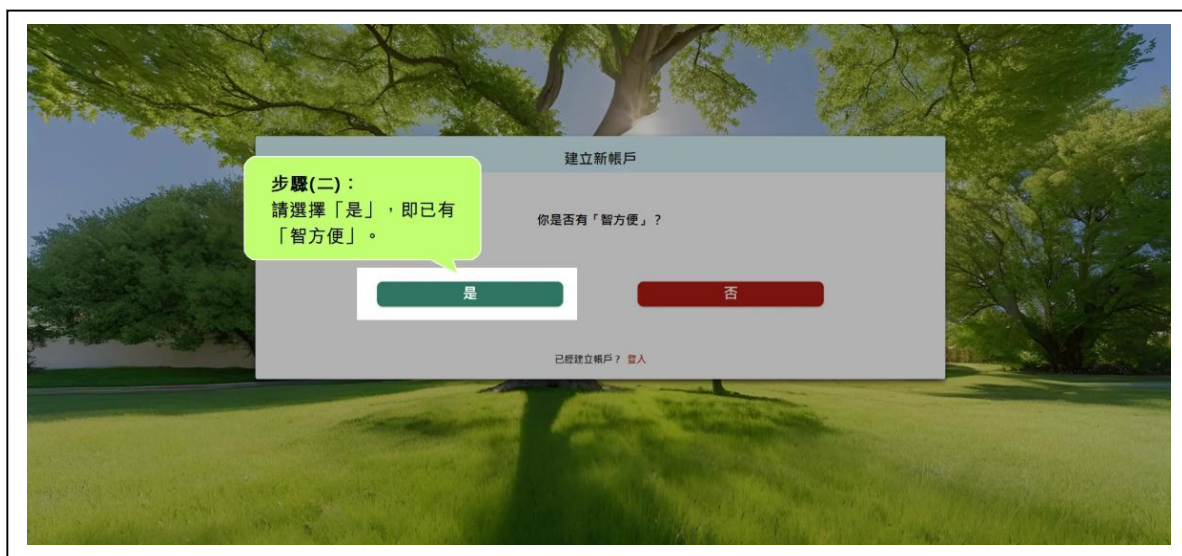 建立新帳戶
步驟(二)：
請選擇「是」，即已有
「智方便」。
你是否有「智方便」？
是
否
已經建立帳戶？ 登入